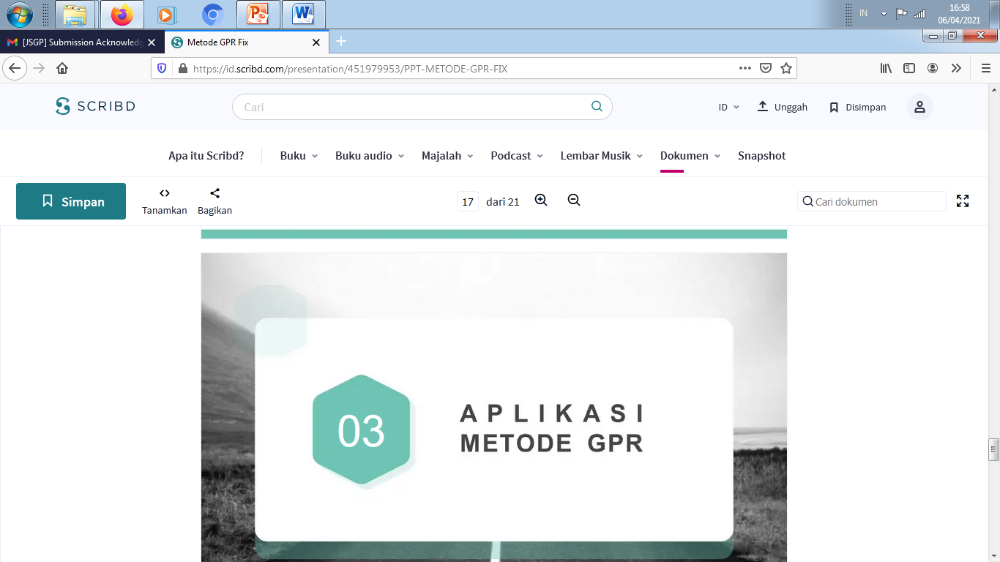 IN
16:58
06/04/2021
[JSGP] Submission Acknowledg
Metode GPR Fix
https://id.scribd.com/presentation/451979953/PPT-METODE-GPR-FIX
SCRIBD
Cari
ID
Unggah
Disimpan
Apa itu Scribd?
Buku
Buku audio
Majalah
Podcast
Lembar Musik
Dokumen
Snapshot
Simpan
Tanamkan
Bagikan
17 dari 21
Cari dokumen
03
APLIKASI
METODE GPR